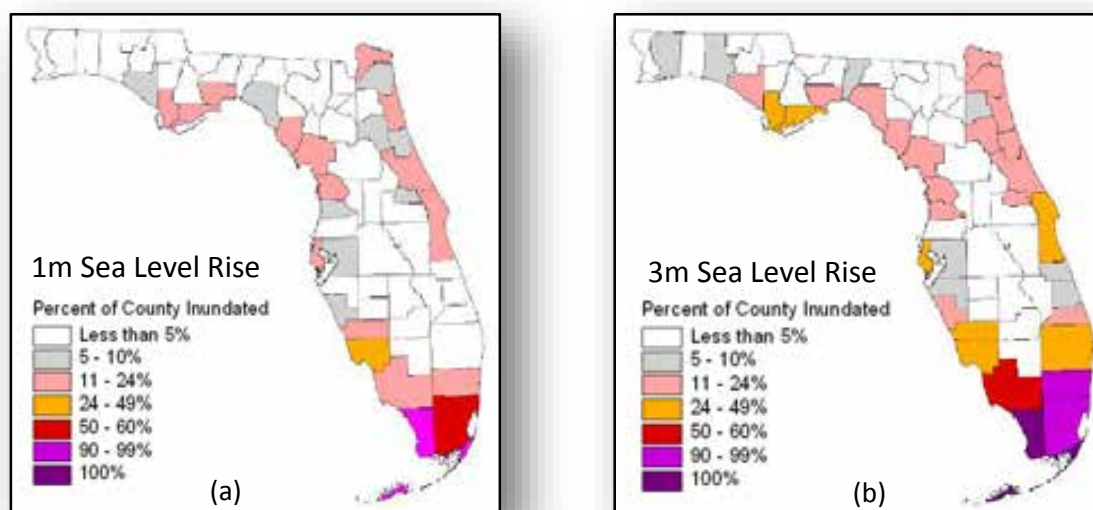 1m Sea Level Rise
Percent of County Inundated
Less than 5%
5 - 10%
11 - 24%
24 - 49%
50 - 60%
90 - 99%
100%
(a)
3m Sea Level Rise
Percent of County Inundated
Less than 5%
5 - 10%
11 - 24%
24 - 49%
50 - 60%
90 - 99%
100%
(b)